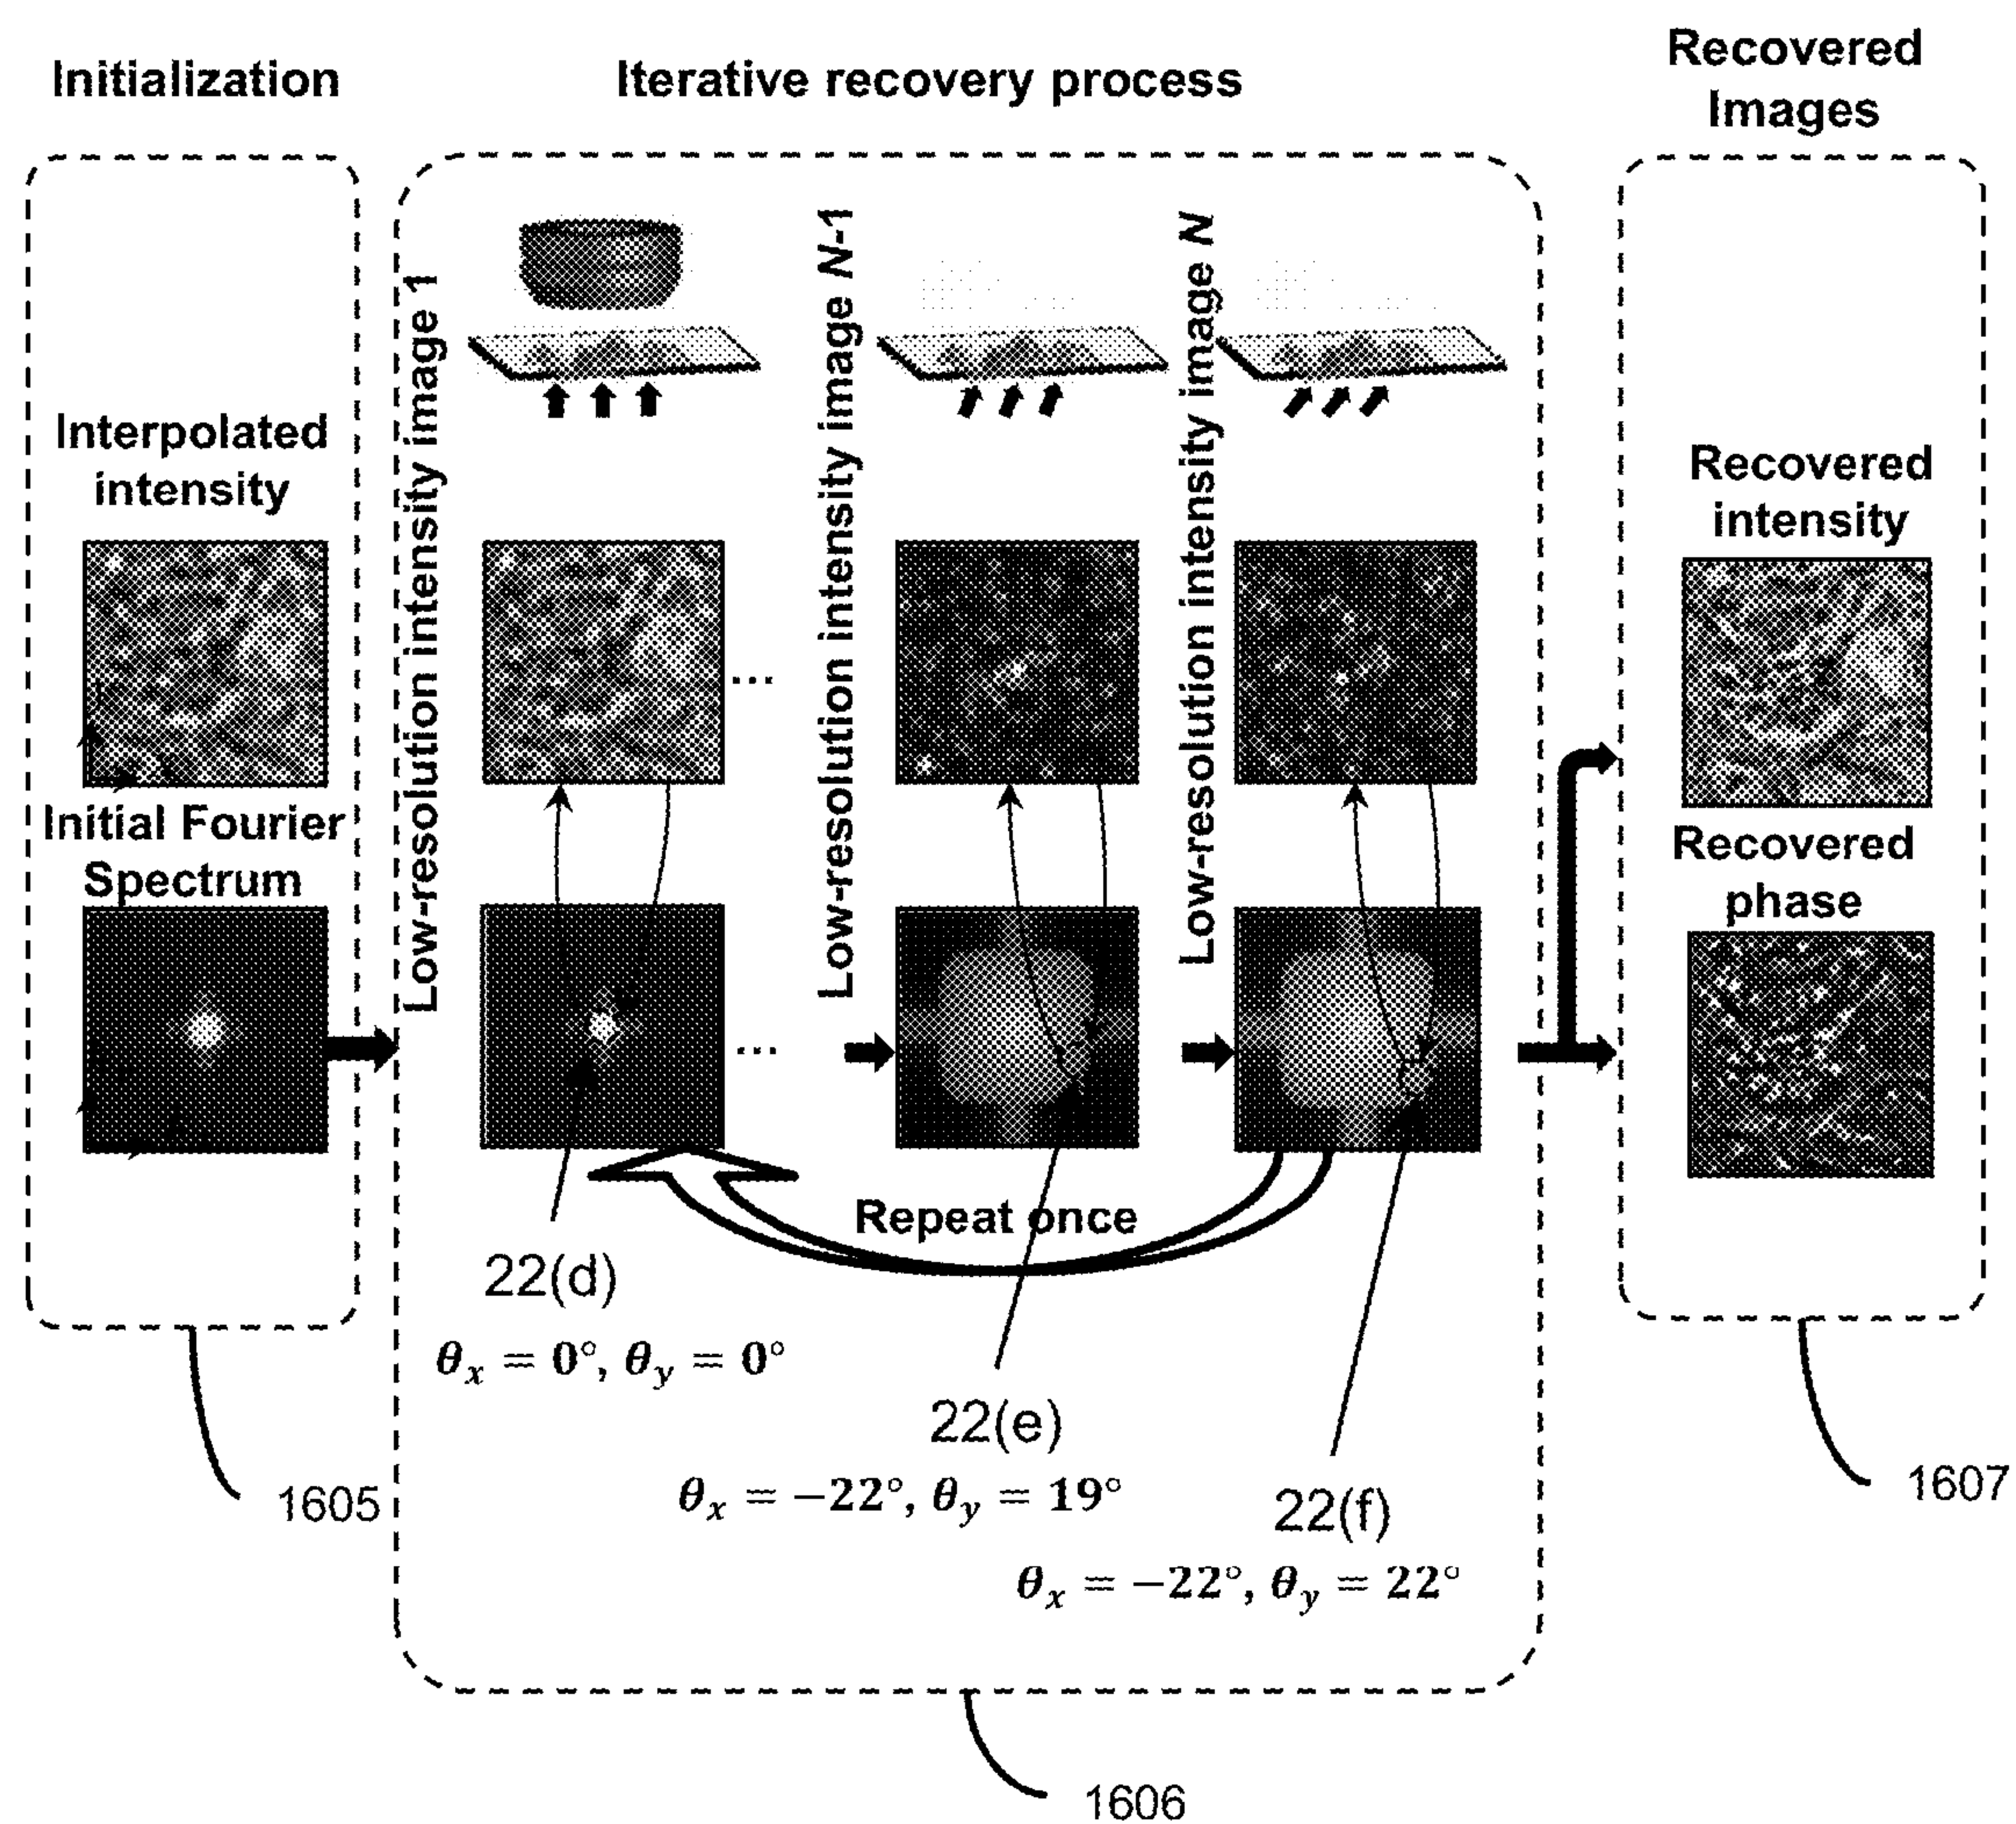 Initialization
Iterative recovery process
Recovered
Images
Interpolated
intensity
Initial Fourier
Spectrum
Low-resolution intensity image 1
Low-resolution intensity image N-1
Low-resolution intensity image N
...
...
Repeat once
22(d)
θx = 0°, θy = 0°
22(e)
θx = −22°, θy = 19°
22(f)
θx = −22°, θy = 22°
Recovered
intensity
Recovered
phase
1605
1606
1607